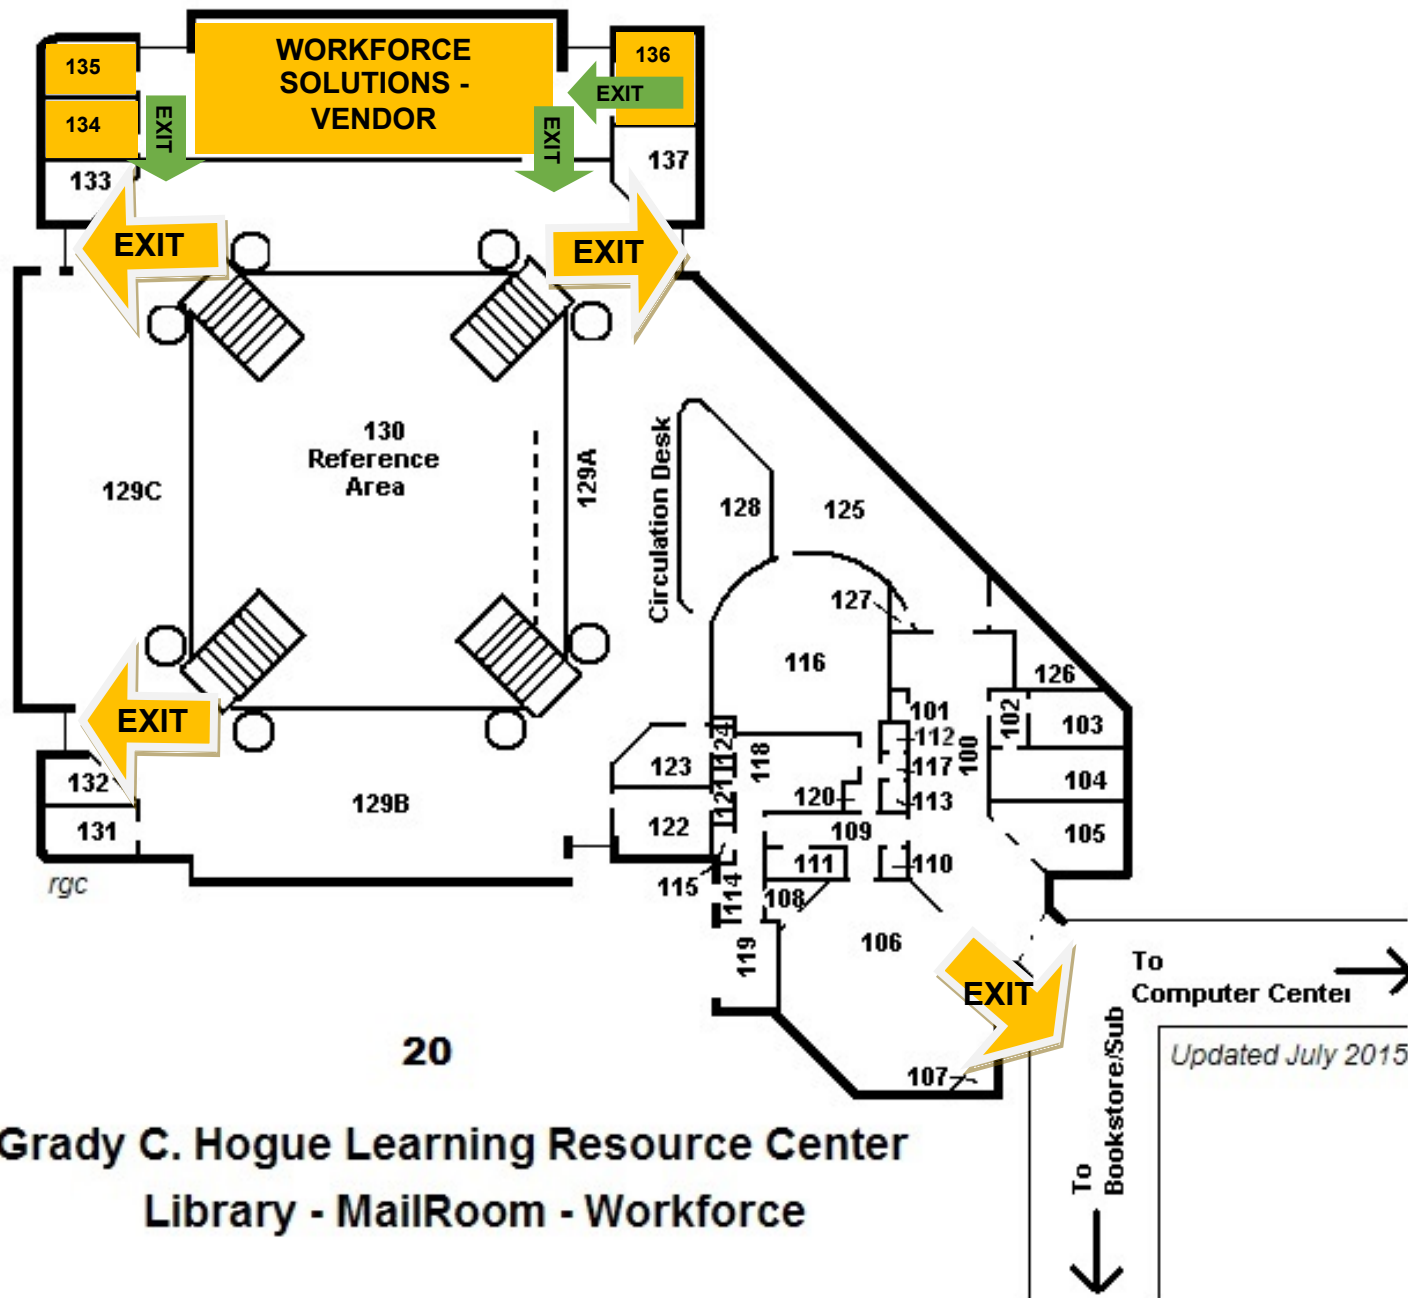 135
WORKFORCE
SOLUTIONS -
VENDOR
136
EXIT
134
EXIT
EXIT
133
137
EXIT
EXIT
130
Reference
Area
129C
129A
Circulation Desk
128
125
127
116
126
101
102
103
112
100
124
118
123
117
104
132
EXIT
120
113
121
129B
109
122
105
131
111
110
rgc
115
114
108
106
119
To
Computer Center
EXIT
20
To
Bookstore/Sub
Updated July 2015
107
Grady C. Hogue Learning Resource Center
Library - MailRoom - Workforce